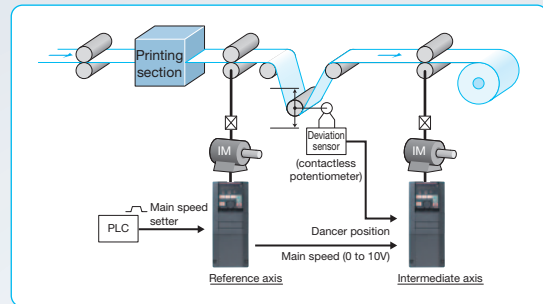 Printing
section
IM
Deviation
sensor
(contactless
potentiometer)
IM
Main speed
setter
PLC
Dancer position
Main speed (0 to 10V)
Reference axis
Intermediate axis